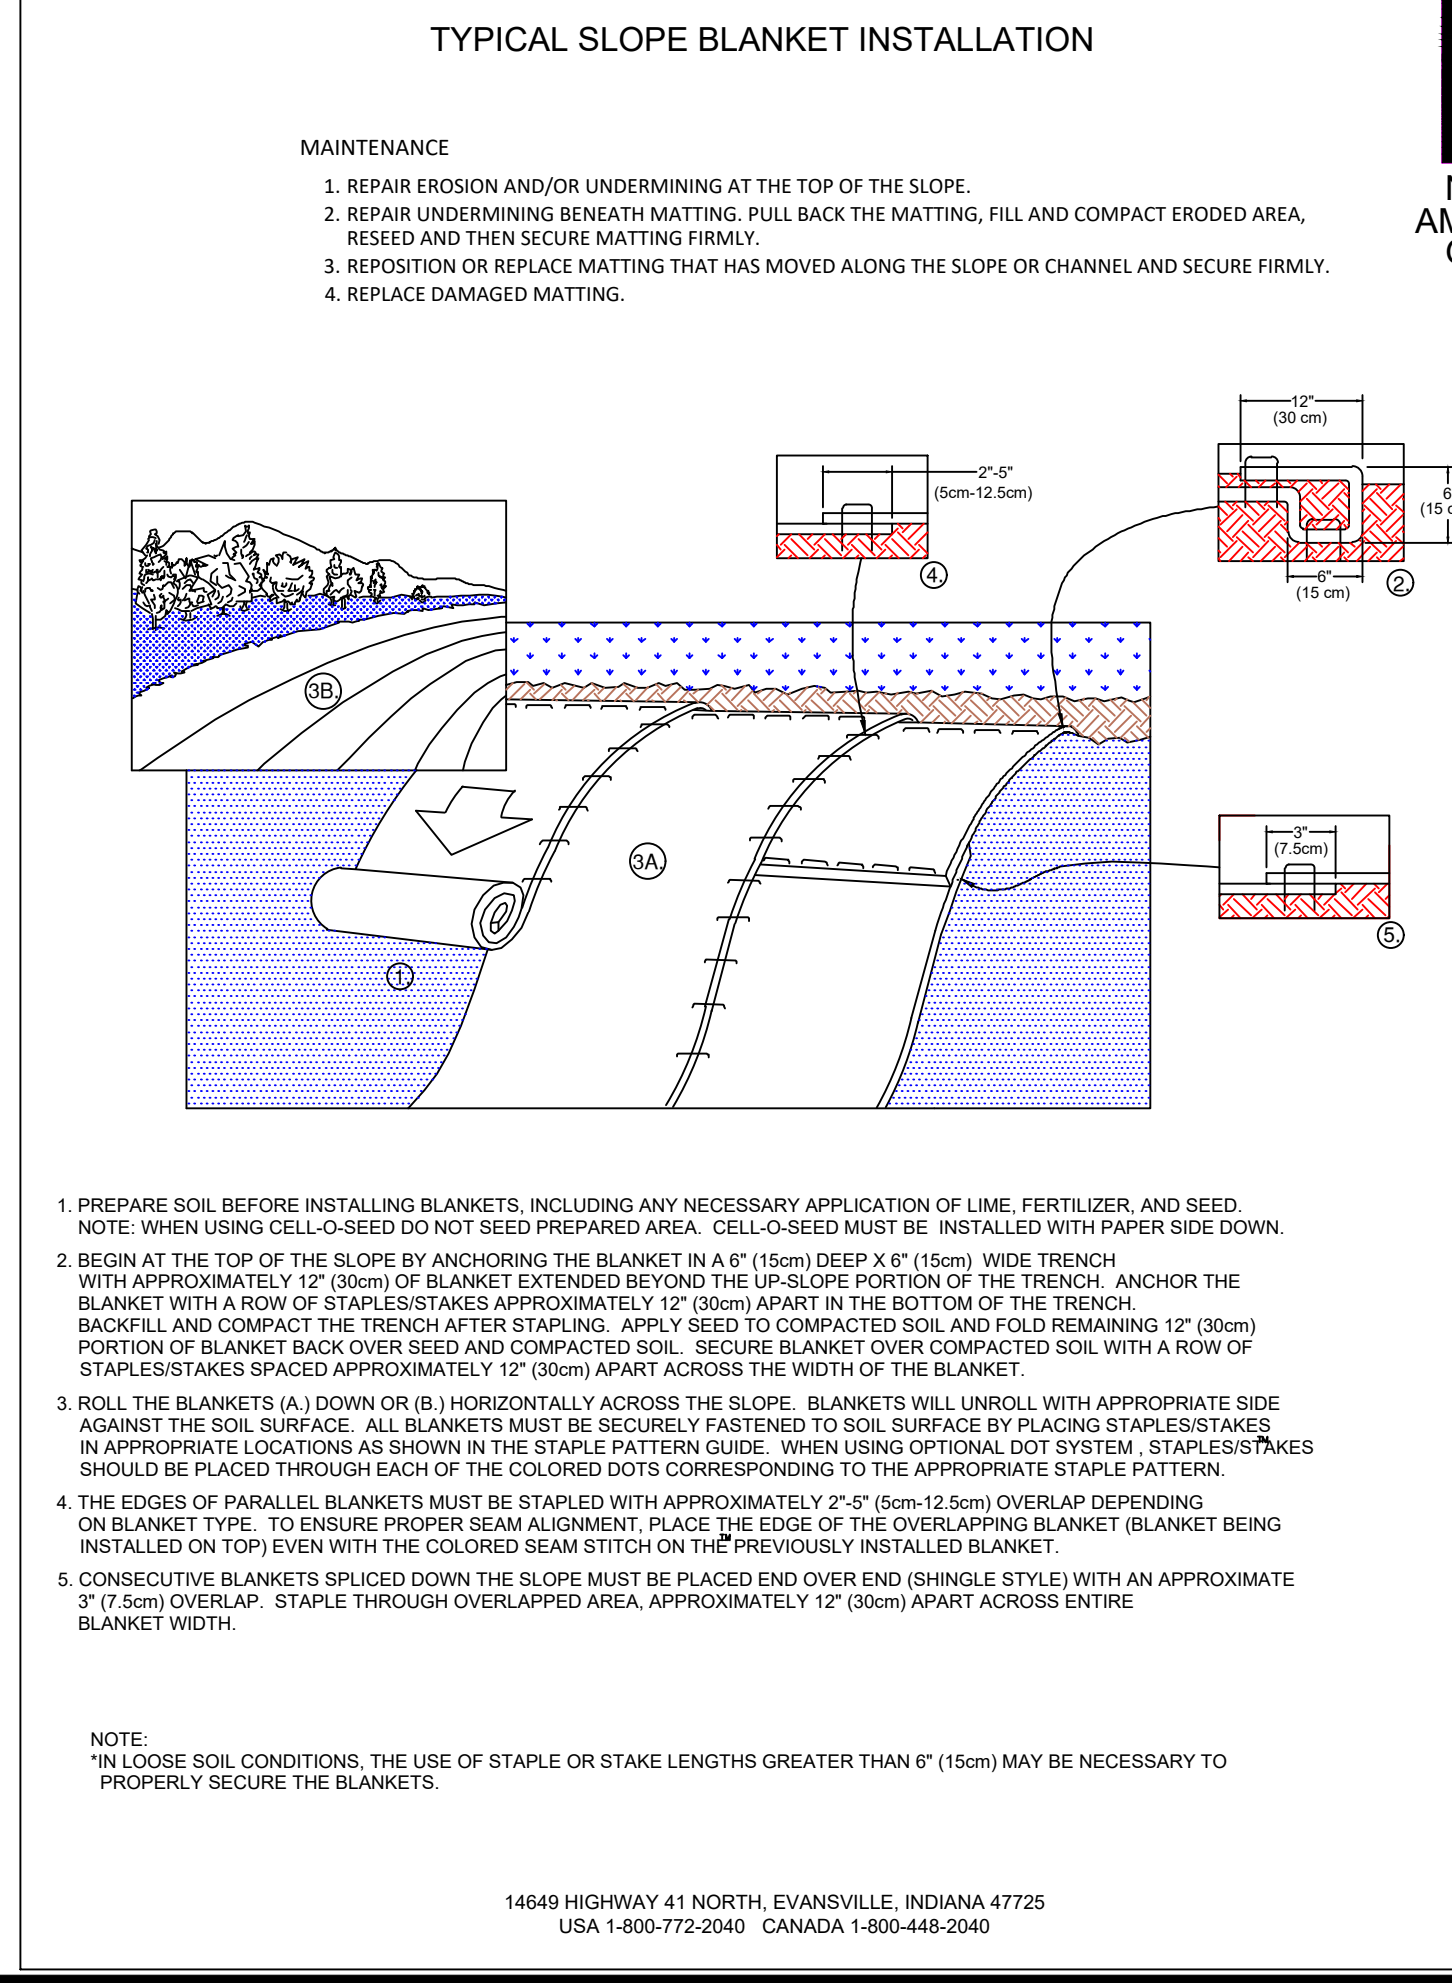 TYPICAL SLOPE BLANKET INSTALLATION
MAINTENANCE
1. REPAIR EROSION AND/OR UNDERMINING AT THE TOP OF THE SLOPE.
2. REPAIR UNDERMINING BENEATH MATTING. PULL BACK THE MATTING, FILL AND COMPACT ERODED AREA,
RESEED AND THEN SECURE MATTING FIRMLY.
3. REPOSITION OR REPLACE MATTING THAT HAS MOVED ALONG THE SLOPE OR CHANNEL AND SECURE FIRMLY.
4. REPLACE DAMAGED MATTING.
12"
(30 cm)
2"-5"
(5cm-12.5cm)
4.
6"
(15 cm)
2.
3B.
3A.
3"
(7.5cm)
5.
1.
1. PREPARE SOIL BEFORE INSTALLING BLANKETS, INCLUDING ANY NECESSARY APPLICATION OF LIME, FERTILIZER, AND SEED.
NOTE: WHEN USING CELL-O-SEED DO NOT SEED PREPARED AREA. CELL-O-SEED MUST BE INSTALLED WITH PAPER SIDE DOWN.
2. BEGIN AT THE TOP OF THE SLOPE BY ANCHORING THE BLANKET IN A 6" (15cm) DEEP X 6" (15cm) WIDE TRENCH
WITH APPROXIMATELY 12" (30cm) OF BLANKET EXTENDED BEYOND THE UP-SLOPE PORTION OF THE TRENCH. ANCHOR THE
BLANKET WITH A ROW OF STAPLES/STAKES APPROXIMATELY 12" (30cm) APART IN THE BOTTOM OF THE TRENCH.
BACKFILL AND COMPACT THE TRENCH AFTER STAPLING. APPLY SEED TO COMPACTED SOIL AND FOLD REMAINING 12" (30cm)
PORTION OF BLANKET BACK OVER SEED AND COMPACTED SOIL. SECURE BLANKET OVER COMPACTED SOIL WITH A ROW OF
STAPLES/STAKES SPACED APPROXIMATELY 12" (30cm) APART ACROSS THE WIDTH OF THE BLANKET.
3. ROLL THE BLANKETS (A.) DOWN OR (B.) HORIZONTALLY ACROSS THE SLOPE. BLANKETS WILL UNROLL WITH APPROPRIATE SIDE
AGAINST THE SOIL SURFACE. ALL BLANKETS MUST BE SECURELY FASTENED TO SOIL SURFACE BY PLACING STAPLES/STAKES
IN APPROPRIATE LOCATIONS AS SHOWN IN THE STAPLE PATTERN GUIDE. WHEN USING OPTIONAL DOT SYSTEM™, STAPLES/STAKES
SHOULD BE PLACED THROUGH EACH OF THE COLORED DOTS CORRESPONDING TO THE APPROPRIATE STAPLE PATTERN.
4. THE EDGES OF PARALLEL BLANKETS MUST BE STAPLED WITH APPROXIMATELY 2"-5" (5cm-12.5cm) OVERLAP DEPENDING
ON BLANKET TYPE. TO ENSURE PROPER SEAM ALIGNMENT, PLACE THE EDGE OF THE OVERLAPPING BLANKET (BLANKET BEING
INSTALLED ON TOP) EVEN WITH THE COLORED SEAM STITCH™ ON THE PREVIOUSLY INSTALLED BLANKET.
5. CONSECUTIVE BLANKETS SPLICED DOWN THE SLOPE MUST BE PLACED END OVER END (SHINGLE STYLE) WITH AN APPROXIMATE
3" (7.5cm) OVERLAP. STAPLE THROUGH OVERLAPPED AREA, APPROXIMATELY 12" (30cm) APART ACROSS ENTIRE
BLANKET WIDTH.
NOTE:
*IN LOOSE SOIL CONDITIONS, THE USE OF STAPLE OR STAKE LENGTHS GREATER THAN 6" (15cm) MAY BE NECESSARY TO
PROPERLY SECURE THE BLANKETS.
14649 HIGHWAY 41 NORTH, EVANSVILLE, INDIANA 47725
USA 1-800-772-2040 CANADA 1-800-448-2040